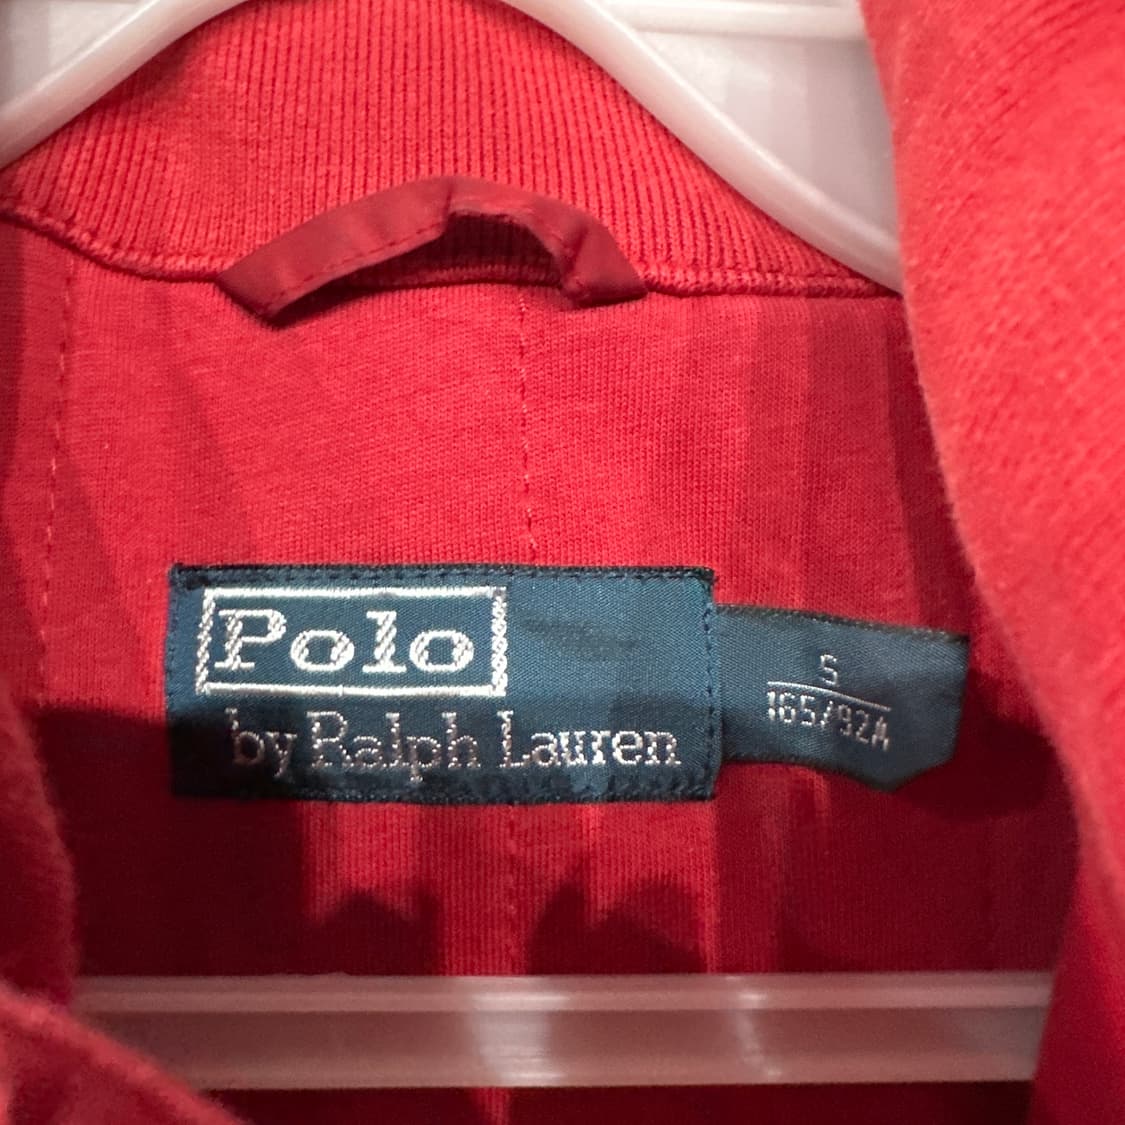 Polo
by Ralph Lauren
S
165/92A